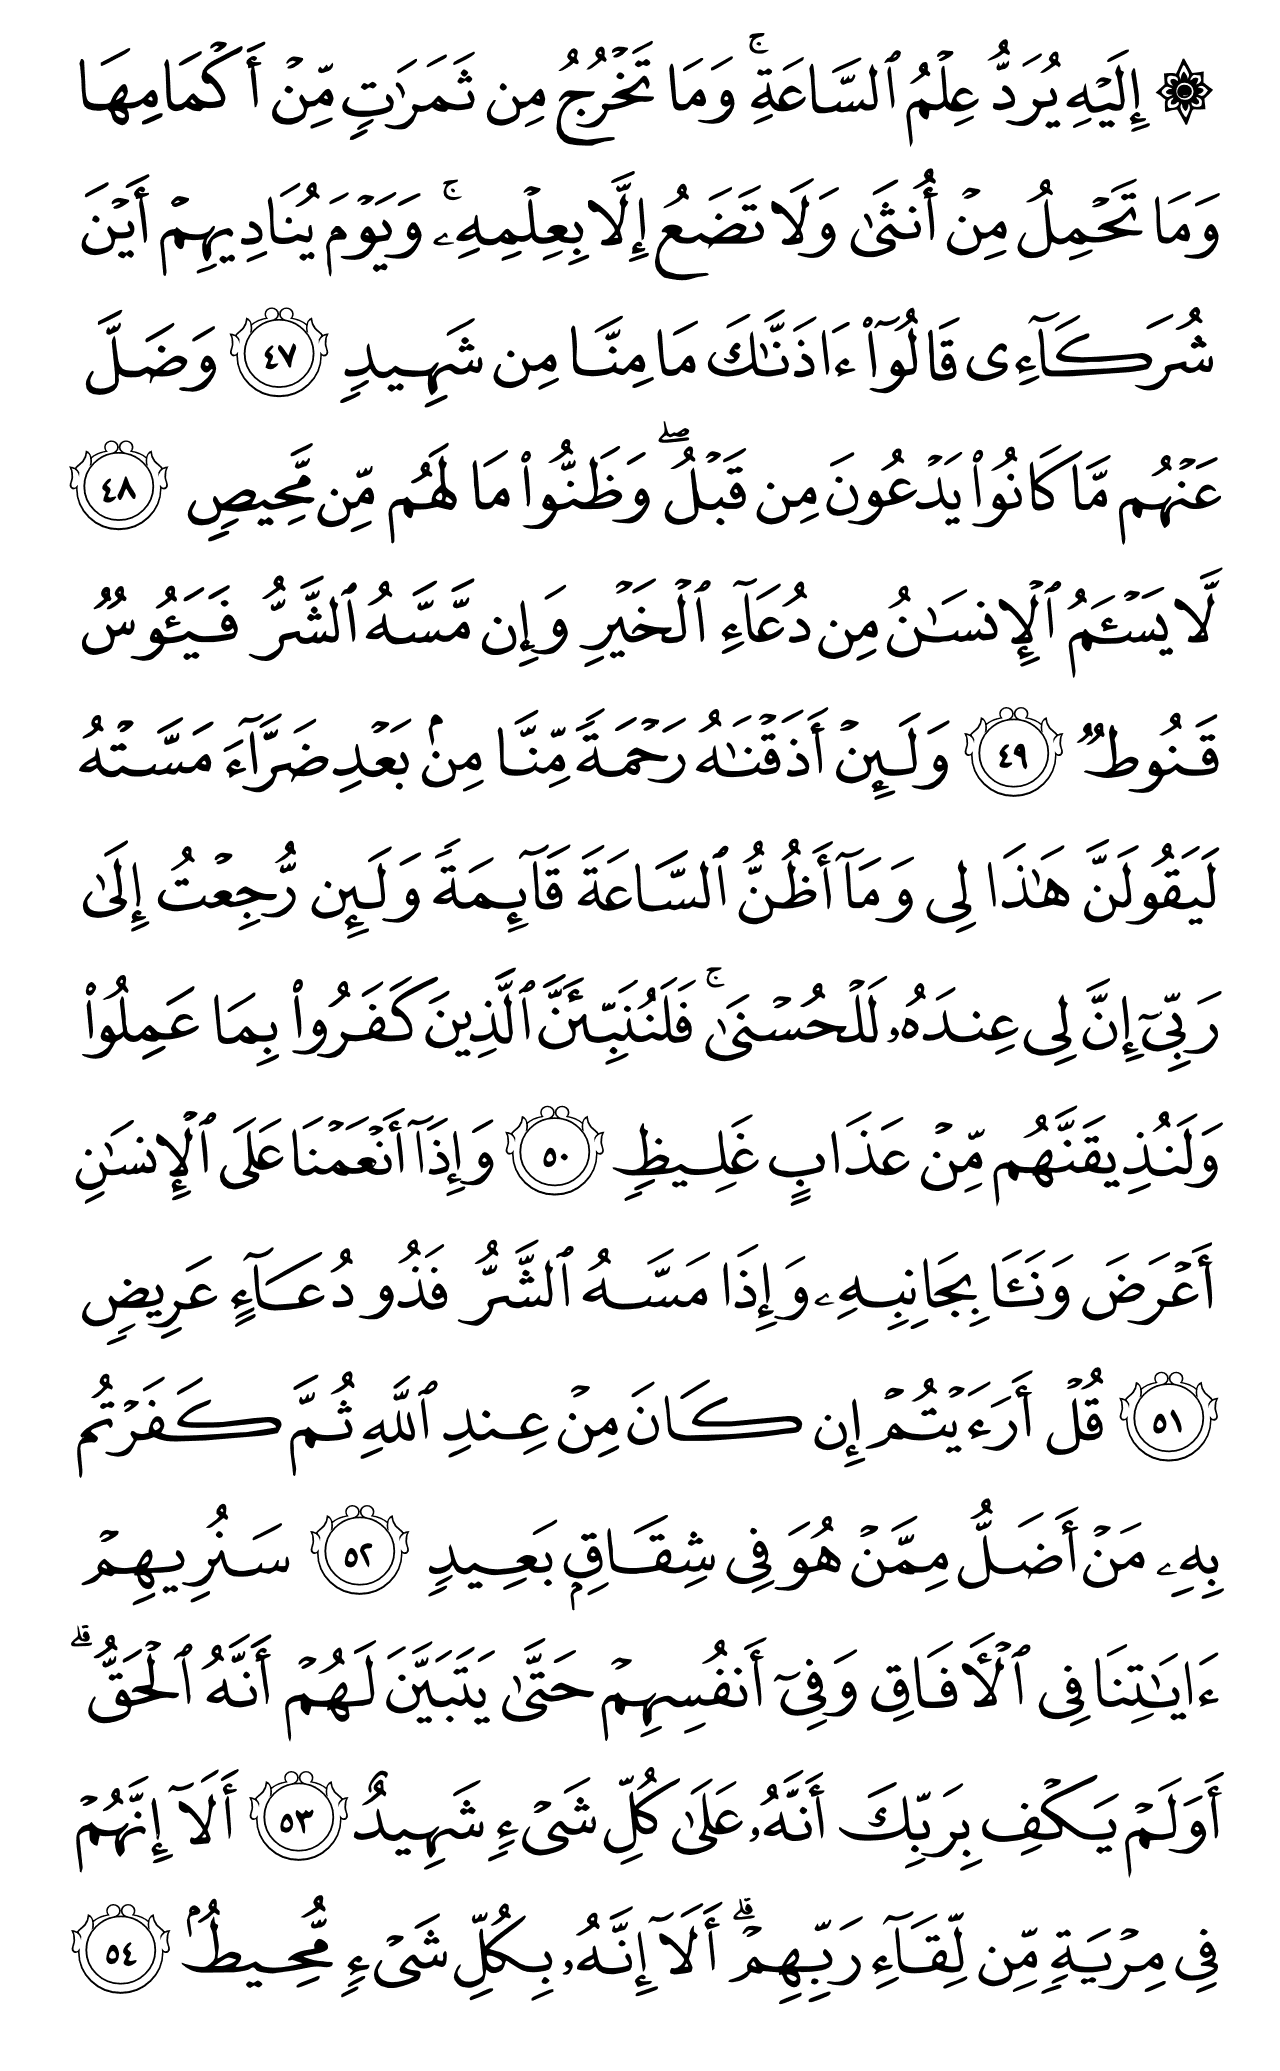 ۞ إِلَيْهِ يُرَدُّ عِلْمُ ٱلسَّاعَةِ ۚ وَمَا تَخْرُجُ مِن ثَمَرَٰتٍ مِّنْ أَكْمَامِهَا
وَمَا تَحْمِلُ مِنْ أُنثَىٰ وَلَا تَضَعُ إِلَّا بِعِلْمِهِۦ ۚ وَيَوْمَ يُنَادِيهِمْ أَيْنَ
شُرَكَآءِى قَالُوٓا۟ ءَاذَنَّـٰكَ مَا مِنَّا مِن شَهِيدٍ ٤٧ وَضَلَّ
عَنْهُم مَّا كَانُوا۟ يَدْعُونَ مِن قَبْلُ ۖ وَظَنُّوا۟ مَا لَهُم مِّن مَّحِيصٍ ٤٨
لَّا يَسْـَٔمُ ٱلْإِنسَـٰنُ مِن دُعَآءِ ٱلْخَيْرِ وَإِن مَّسَّهُ ٱلشَّرُّ فَيَـُٔوسٌ
قَنُوطٌ ٤٩ وَلَئِنْ أَذَقْنَـٰهُ رَحْمَةً مِّنَّا مِنۢ بَعْدِ ضَرَّآءَ مَسَّتْهُ
لَيَقُولَنَّ هَـٰذَا لِى وَمَآ أَظُنُّ ٱلسَّاعَةَ قَآئِمَةً وَلَئِن رُّجِعْتُ إِلَىٰ
رَبِّىٓ إِنَّ لِى عِندَهُۥ لَلْحُسْنَىٰ ۚ فَلَنُنَبِّئَنَّ ٱلَّذِينَ كَفَرُوا۟ بِمَا عَمِلُوا۟
وَلَنُذِيقَنَّهُم مِّنْ عَذَابٍ غَلِيظٍ ٥٠ وَإِذَآ أَنْعَمْنَا عَلَى ٱلْإِنسَـٰنِ
أَعْرَضَ وَنَـَٔا بِجَانِبِهِۦ وَإِذَا مَسَّهُ ٱلشَّرُّ فَذُو دُعَآءٍ عَرِيضٍ
٥١ قُلْ أَرَءَيْتُمْ إِن كَانَ مِنْ عِندِ ٱللَّهِ ثُمَّ كَفَرْتُم
بِهِۦ مَنْ أَضَلُّ مِمَّنْ هُوَ فِى شِقَاقٍۭ بَعِيدٍ ٥٢ سَنُرِيهِمْ
ءَايَـٰتِنَا فِى ٱلْـَٔافَاقِ وَفِىٓ أَنفُسِهِمْ حَتَّىٰ يَتَبَيَّنَ لَهُمْ أَنَّهُ ٱلْحَقُّ ۗ
أَوَلَمْ يَكْفِ بِرَبِّكَ أَنَّهُۥ عَلَىٰ كُلِّ شَىْءٍ شَهِيدٌ ٥٣ أَلَآ إِنَّهُمْ
فِى مِرْيَةٍ مِّن لِّقَآءِ رَبِّهِمْ ۗ أَلَآ إِنَّهُۥ بِكُلِّ شَىْءٍ مُّحِيطٌۢ ٥٤